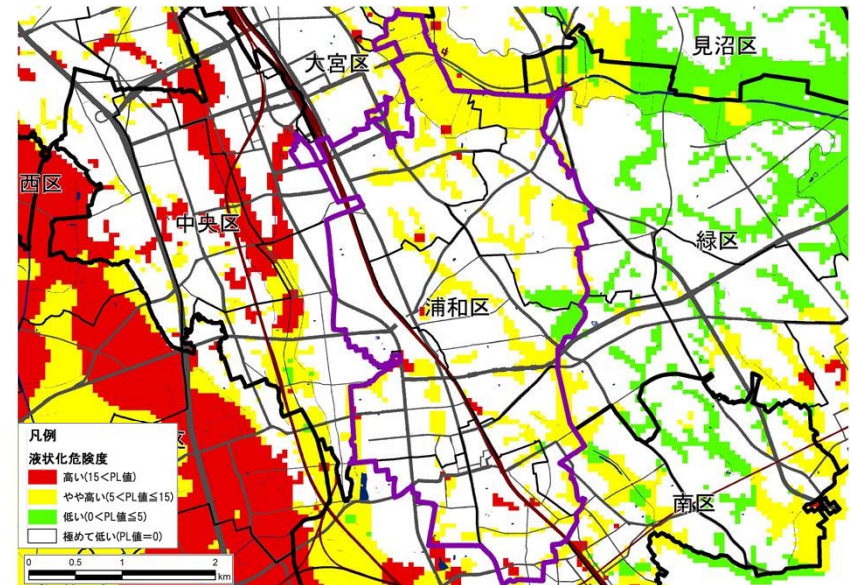 大宮区
見沼区
西区
中央区
緑区
浦和区
区
南区
凡例
液状化危険度
高い(15<PL値)
やや高い(5<PL値≦15)
低い(0<PL値≦5)
極めて低い(PL値=0)
0 0.5 1 2
km